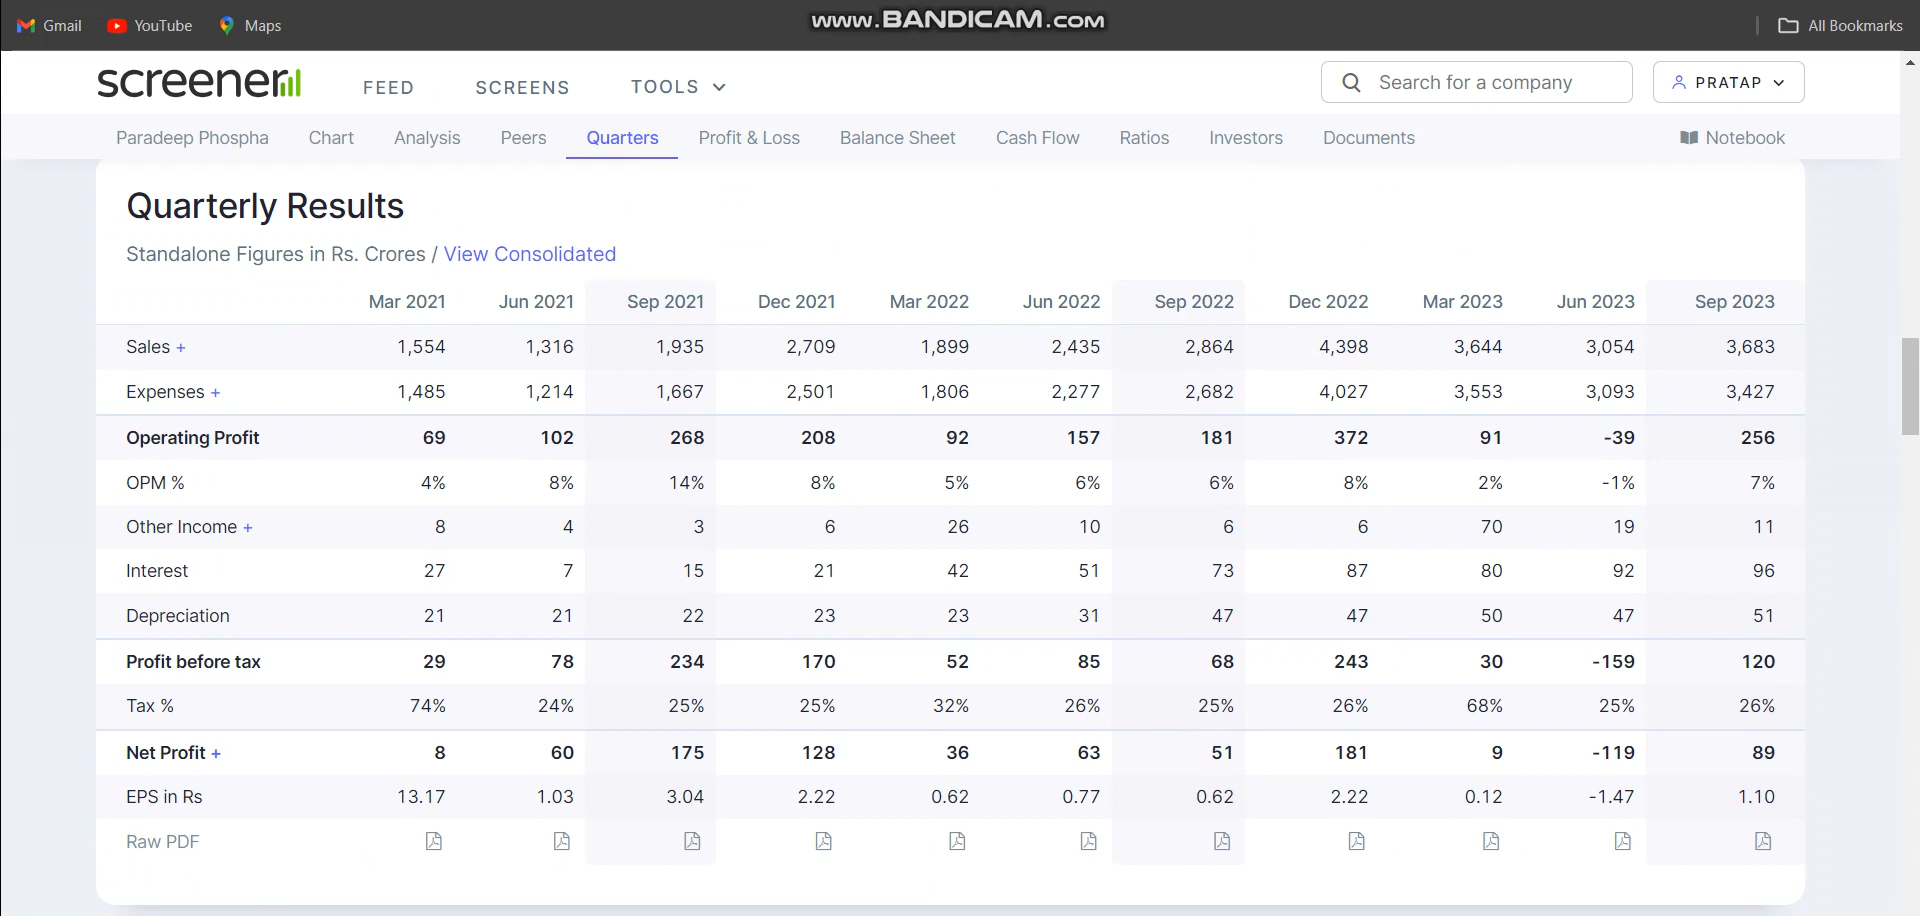 Gmail YouTube Maps www.BANDICAM.com All Bookmarks
screener FEED SCREENS TOOLS Search for a company PRATAP
Paradeep Phospha Chart Analysis Peers Quarters Profit & Loss Balance Sheet Cash Flow Ratios Investors Documents Notebook
Quarterly Results
Standalone Figures in Rs. Crores / View Consolidated
Mar 2021 Jun 2021 Sep 2021 Dec 2021 Mar 2022 Jun 2022 Sep 2022 Dec 2022 Mar 2023 Jun 2023 Sep 2023
Sales + 1,554 1,316 1,935 2,709 1,899 2,435 2,864 4,398 3,644 3,054 3,683
Expenses + 1,485 1,214 1,667 2,501 1,806 2,277 2,682 4,027 3,553 3,093 3,427
Operating Profit 69 102 268 208 92 157 181 372 91 -39 256
OPM % 4% 8% 14% 8% 5% 6% 6% 8% 2% -1% 7%
Other Income + 8 4 3 6 26 10 6 6 70 19 11
Interest 27 7 15 21 42 51 73 87 80 92 96
Depreciation 21 21 22 23 23 31 47 47 50 47 51
Profit before tax 29 78 234 170 52 85 68 243 30 -159 120
Tax % 74% 24% 25% 25% 32% 26% 25% 26% 68% 25% 26%
Net Profit + 8 60 175 128 36 63 51 181 9 -119 89
EPS in Rs 13.17 1.03 3.04 2.22 0.62 0.77 0.62 2.22 0.12 -1.47 1.10
Raw PDF